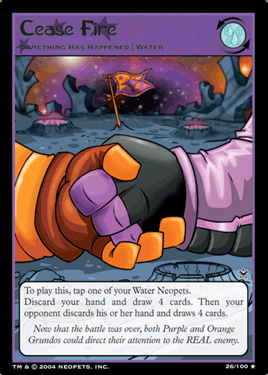 Cease Fire
Something Has Happened | Water
To play this, tap one of your Water Neopets.
Discard your hand and draw 4 cards. Then your
opponent discards his or her hand and draws 4 cards.
Now that the battle was over, both Purple and Orange
Grundos could direct their attention to the REAL enemy.
TM & © 2004 NEOPETS, INC.
26/100 ★